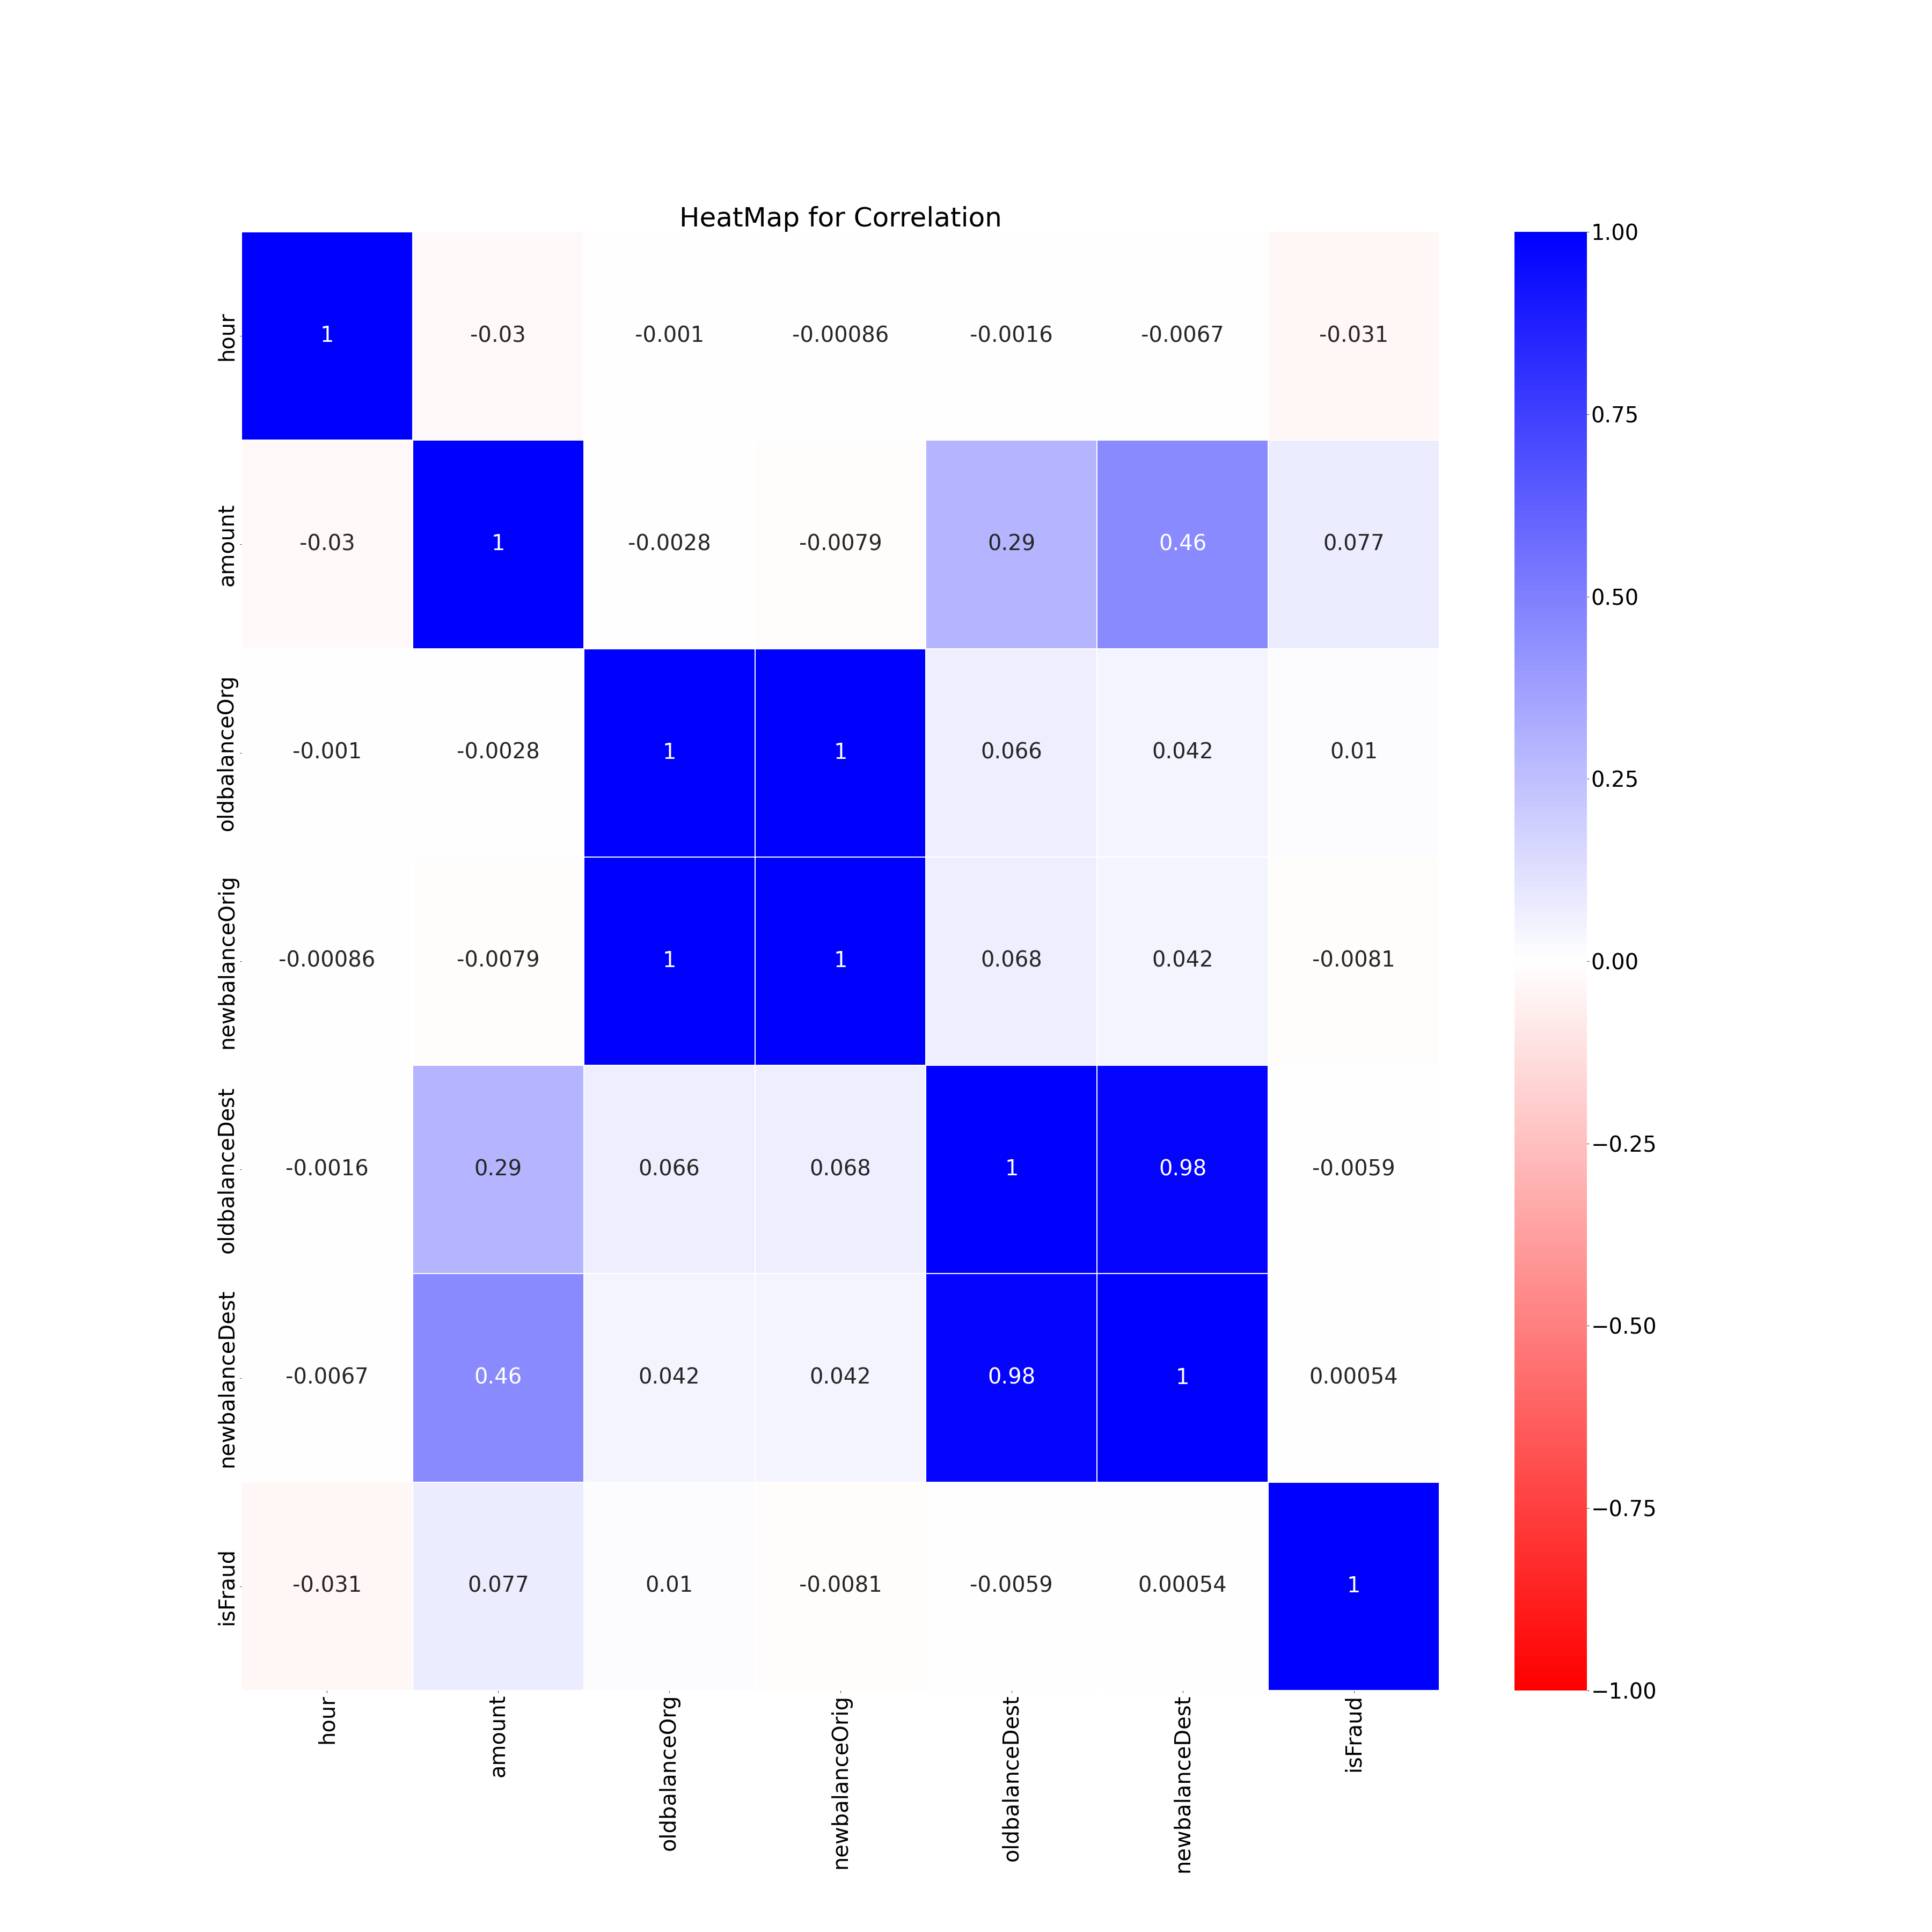 HeatMap for Correlation
hour 1 -0.03 -0.001 -0.00086 -0.0016 -0.0067 -0.031
amount -0.03 1 -0.0028 -0.0079 0.29 0.46 0.077
oldbalanceOrg -0.001 -0.0028 1 1 0.066 0.042 0.01
newbalanceOrig -0.00086 -0.0079 1 1 0.068 0.042 -0.0081
oldbalanceDest -0.0016 0.29 0.066 0.068 1 0.98 -0.0059
newbalanceDest -0.0067 0.46 0.042 0.042 0.98 1 0.00054
isFraud -0.031 0.077 0.01 -0.0081 -0.0059 0.00054 1
hour amount oldbalanceOrg newbalanceOrig oldbalanceDest newbalanceDest isFraud
1.00
0.75
0.50
0.25
0.00
−0.25
−0.50
−0.75
−1.00